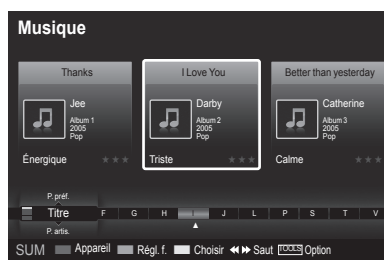 Musique
Thanks
Jee
Album 1
2005
Pop
Énergique
I Love You
Darby
Album 2
2005
Pop
Triste
Better than yesterday
Catherine
Album 3
2005
Pop
Calme
P. préf.
Titre F G H I J L P S T V
P. artis.
SUM Appareil Régl. f. Choisir Saut TOOLS Option